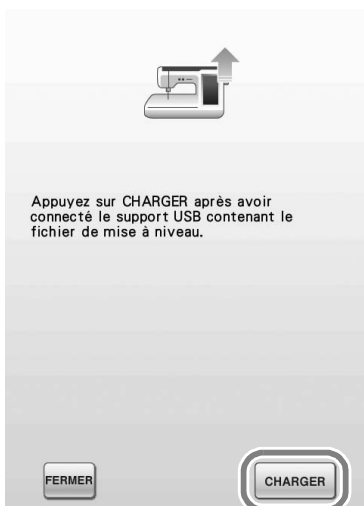 Appuyez sur CHARGER après avoir
connecté le support USB contenant le
fichier de mise à niveau.
FERMER
CHARGER